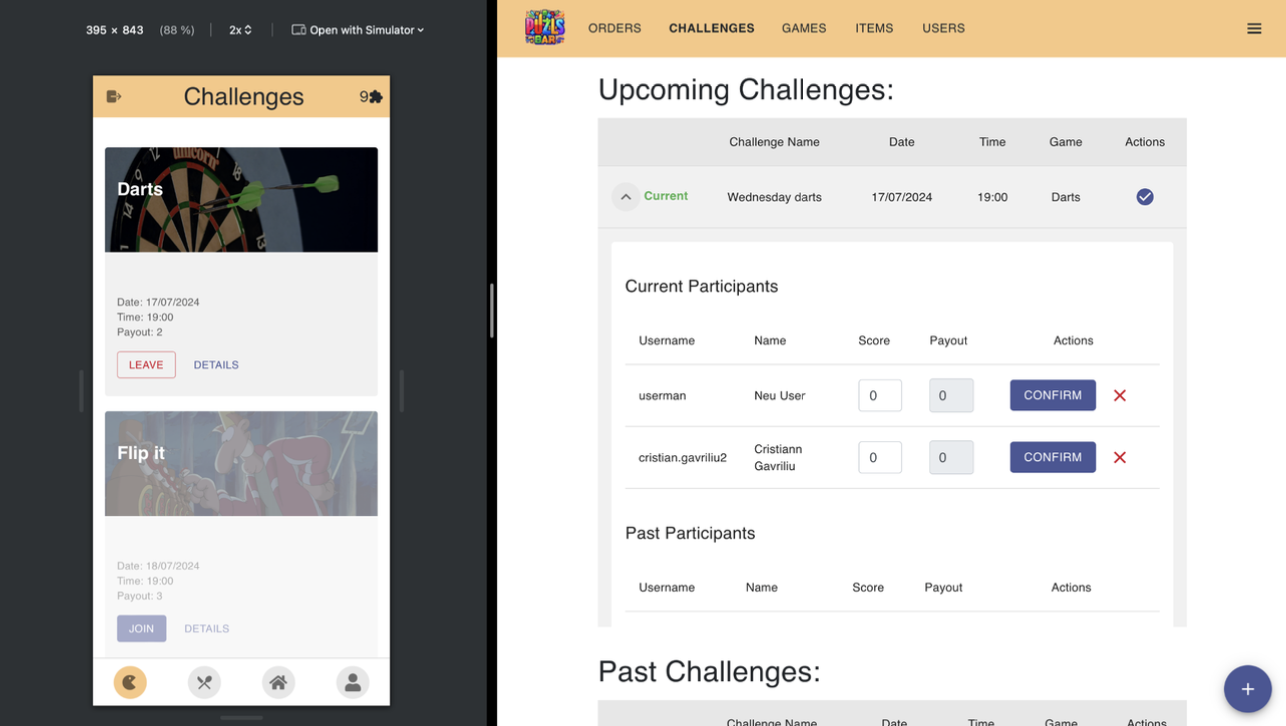 395 × 843 (88 %) 2x Open with Simulator
Challenges 9
unicorn
Darts
Date: 17/07/2024
Time: 19:00
Payout: 2
LEAVE DETAILS
Flip it
Date: 18/07/2024
Time: 19:00
Payout: 3
JOIN DETAILS
PUZLS
BAR
ORDERS CHALLENGES GAMES ITEMS USERS
Upcoming Challenges:
Challenge Name Date Time Game Actions
Current Wednesday darts 17/07/2024 19:00 Darts
Current Participants
Username Name Score Payout Actions
userman Neu User 0 0 CONFIRM
cristian.gavriliu2 Cristiann Gavriliu 0 0 CONFIRM
Past Participants
Username Name Score Payout Actions
Past Challenges:
Challenge Name Date Time Game Actions